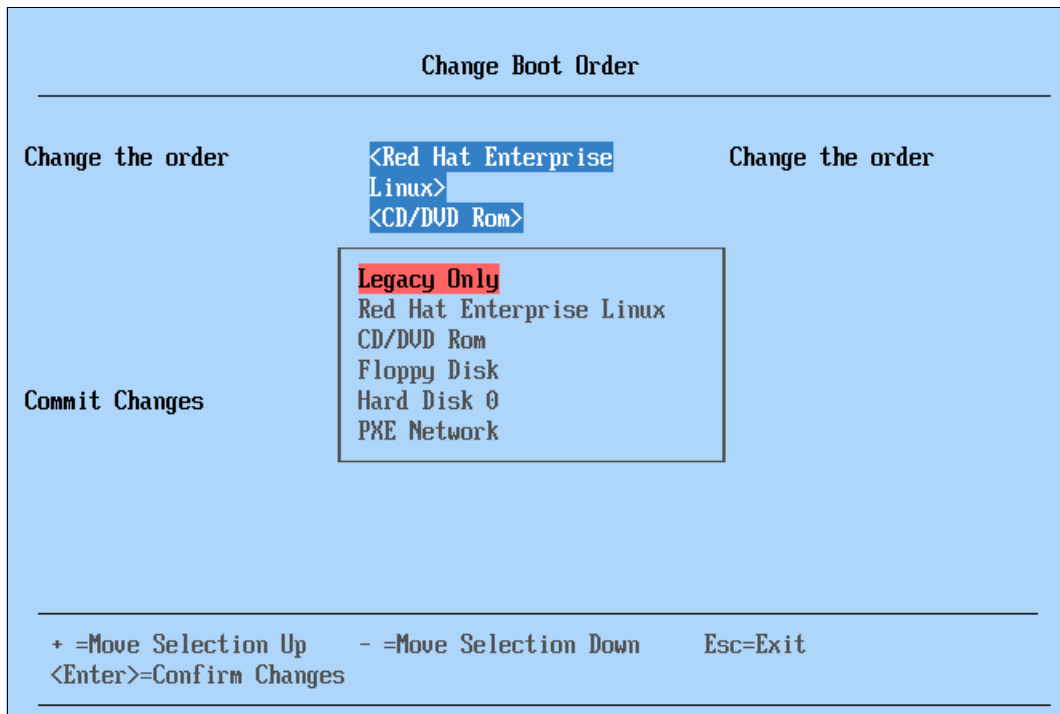 Change Boot Order
Change the order <Red Hat Enterprise Change the order
Linux>
<CD/DVD Rom>
Legacy Only
Red Hat Enterprise Linux
CD/DVD Rom
Floppy Disk
Commit Changes Hard Disk 0
PXE Network
+ =Move Selection Up - =Move Selection Down Esc=Exit
<Enter>=Confirm Changes